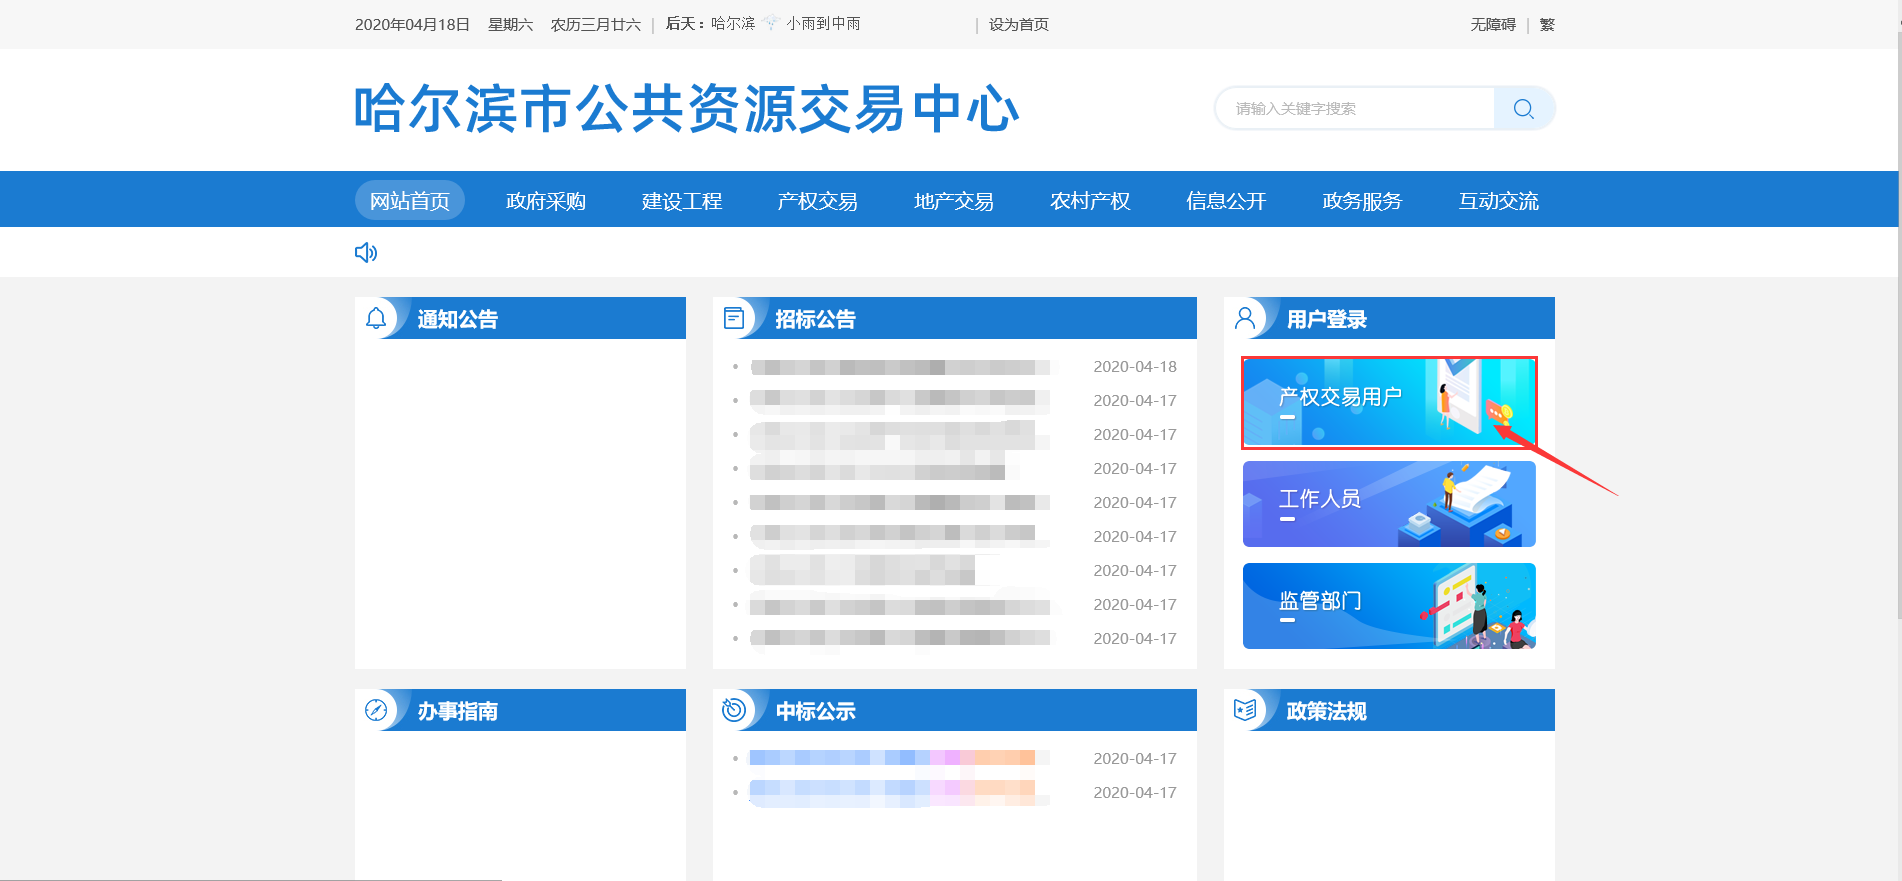 2020年04月18日 星期六 农历三月廿六 | 后天：哈尔滨 小雨到中雨 | 设为首页 无障碍 | 繁
哈尔滨市公共资源交易中心
请输入关键字搜索
网站首页 政府采购 建设工程 产权交易 地产交易 农村产权 信息公开 政务服务 互动交流
通知公告
招标公告
2020-04-18
2020-04-17
2020-04-17
2020-04-17
2020-04-17
2020-04-17
2020-04-17
2020-04-17
2020-04-17
用户登录
产权交易用户
工作人员
监管部门
办事指南
中标公示
2020-04-17
2020-04-17
政策法规